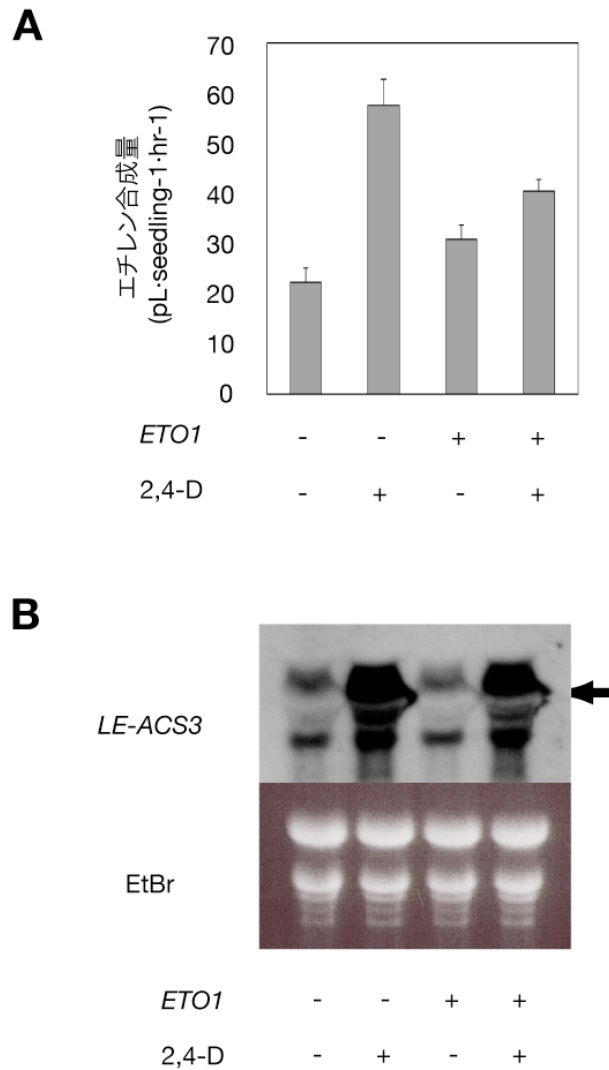 A
エチレン合成量
(pL·seedling-1·hr-1)
70
60
50
40
30
20
10
0
ETO1 - - + +
2,4-D - + - +
B
LE-ACS3
EtBr
ETO1 - - + +
2,4-D - + - +